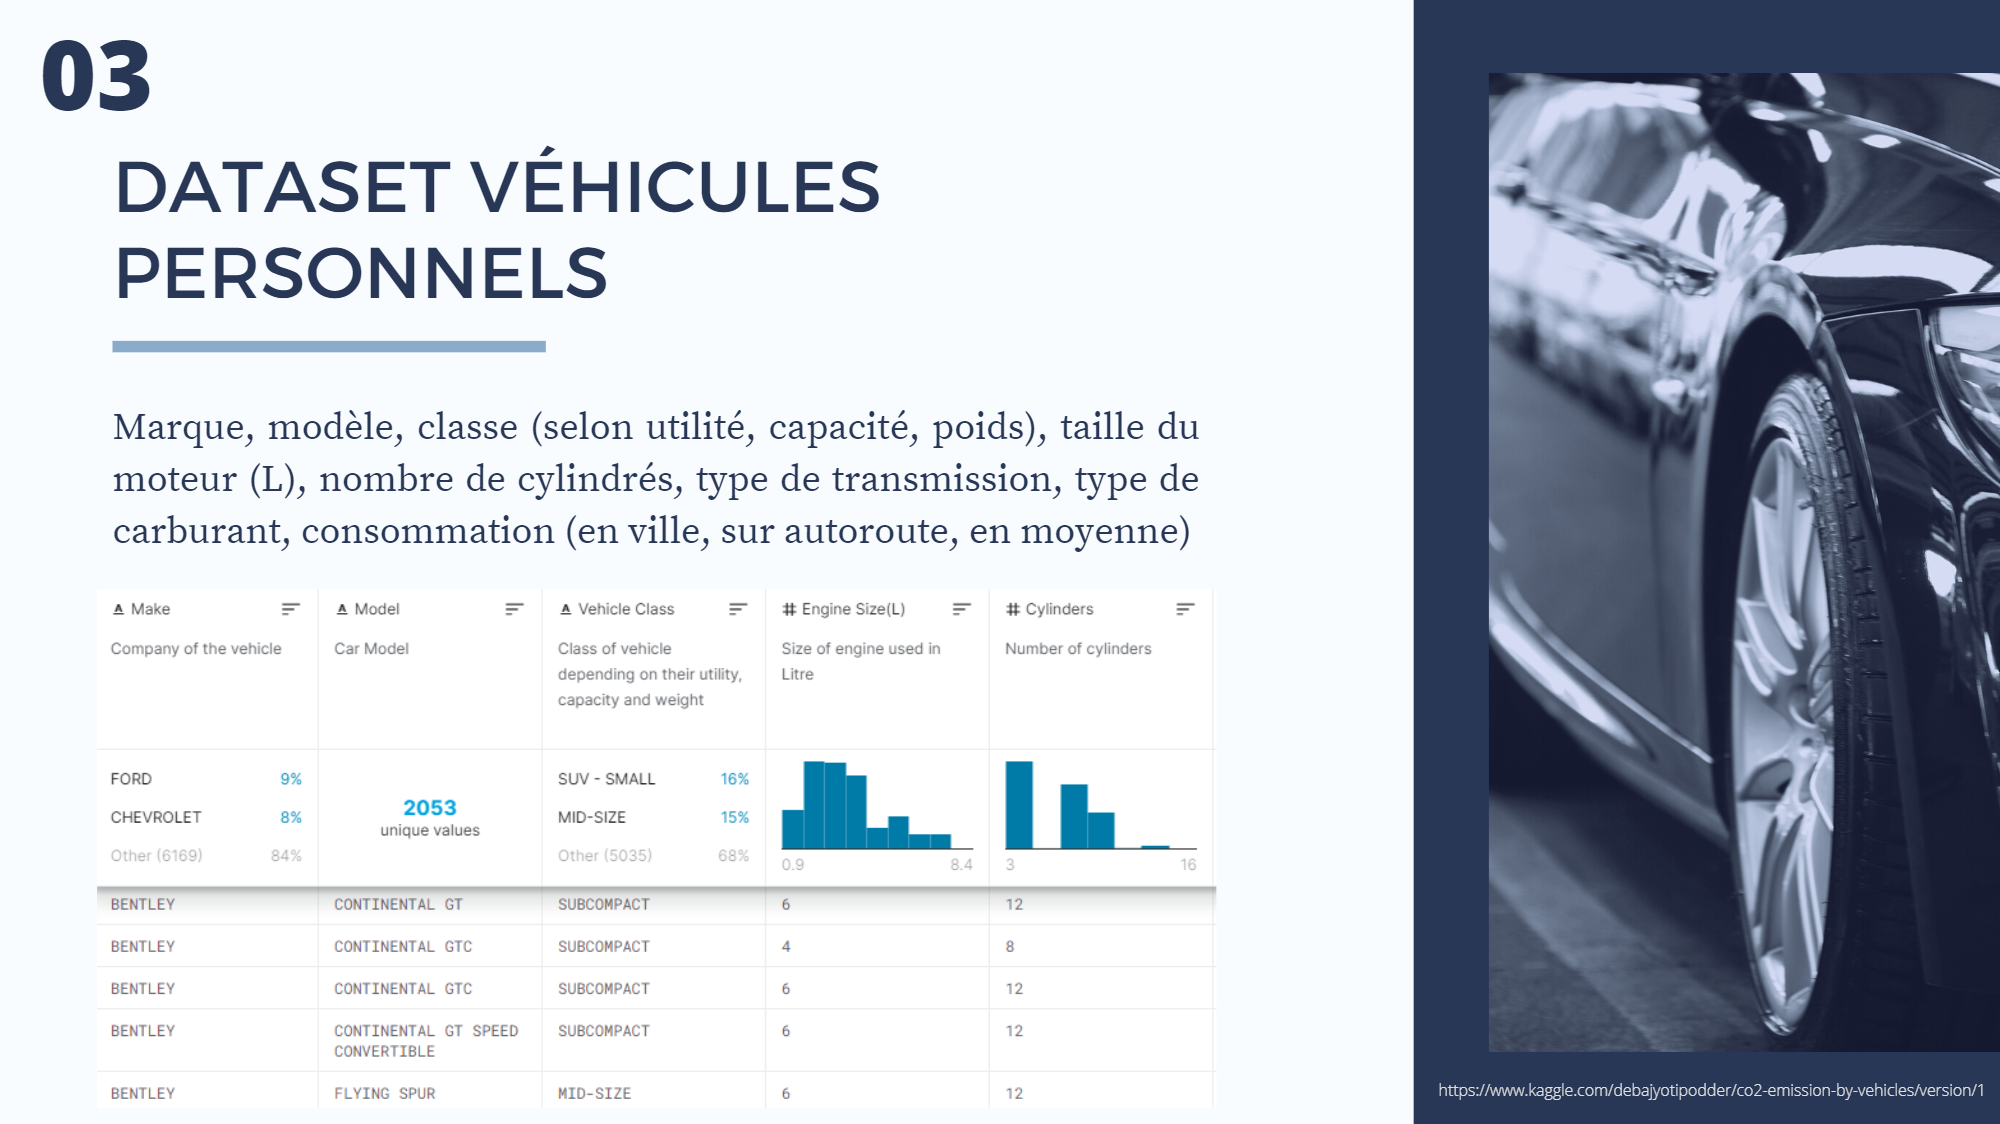 03
DATASET VÉHICULES
PERSONNELS
Marque, modèle, classe (selon utilité, capacité, poids), taille du
moteur (L), nombre de cylindrés, type de transmission, type de
carburant, consommation (en ville, sur autoroute, en moyenne)
A Make
A Model
A Vehicle Class
# Engine Size(L)
# Cylinders
Company of the vehicle
Car Model
Class of vehicle
depending on their utility,
capacity and weight
Size of engine used in
Litre
Number of cylinders
FORD 9%
CHEVROLET 8%
Other (6169) 84%
2053
unique values
SUV - SMALL 16%
MID-SIZE 15%
Other (5035) 68%
0.9 8.4
3 16
BENTLEY CONTINENTAL GT SUBCOMPACT 6 12
BENTLEY CONTINENTAL GTC SUBCOMPACT 4 8
BENTLEY CONTINENTAL GTC SUBCOMPACT 6 12
BENTLEY CONTINENTAL GT SPEED SUBCOMPACT 6 12
CONVERTIBLE
BENTLEY FLYING SPUR MID-SIZE 6 12
https://www.kaggle.com/debajyotipodder/co2-emission-by-vehicles/version/1